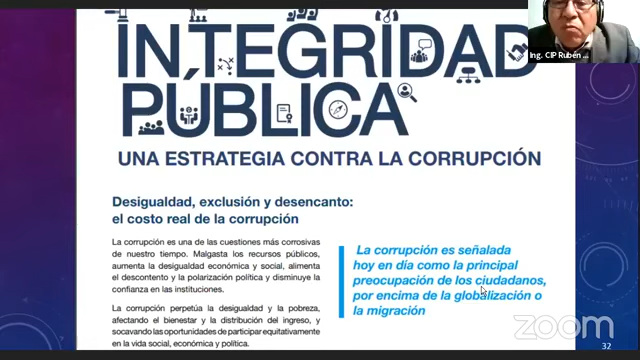 INTEGRIDAD
Ing. CIP Rubén ...
PÚBLICA
UNA ESTRATEGIA CONTRA LA CORRUPCIÓN
Desigualdad, exclusión y desencanto:
el costo real de la corrupción
La corrupción es una de las cuestiones más corrosivas
de nuestro tiempo. Malgasta los recursos públicos,
aumenta la desigualdad económica y social, alimenta
el descontento y la polarización política y disminuye la
confianza en las instituciones.
La corrupción perpetúa la desigualdad y la pobreza,
afectando el bienestar y la distribución del ingreso, y
socavando las oportunidades de participar equitativamente
en la vida social, económica y política.
La corrupción es señalada
hoy en día como la principal
preocupación de los ciudadanos,
por encima de la globalización o
la migración
zoom
32